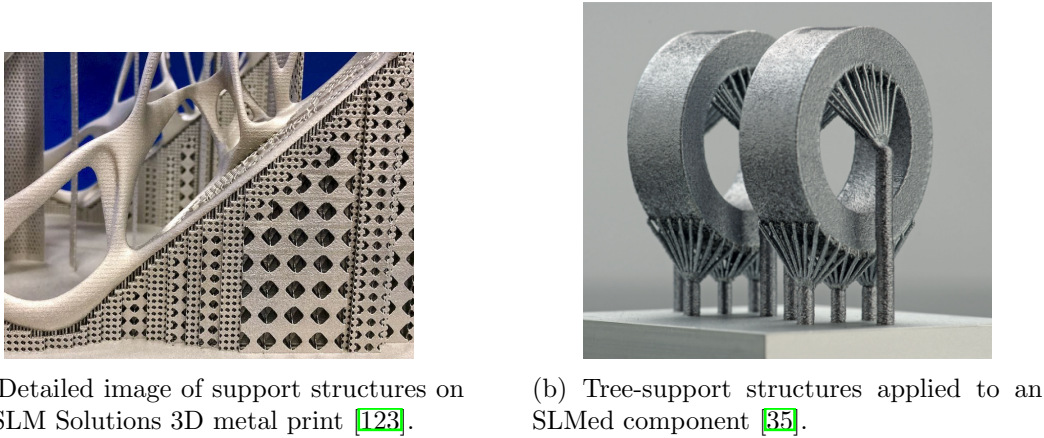 Detailed image of support structures on
SLM Solutions 3D metal print [123].
(b) Tree-support structures applied to an
SLMed component [35].